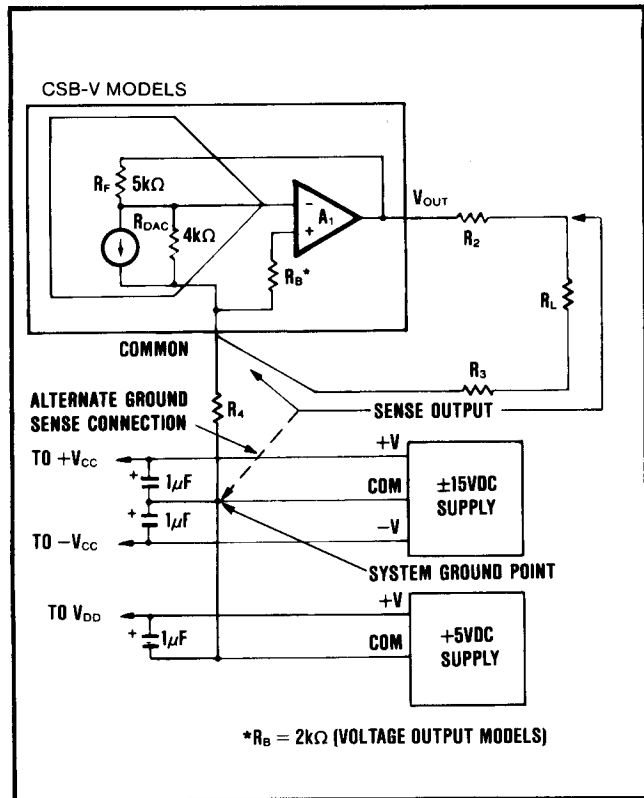 CSB-V MODELS
R_F 5kΩ
R_DAC 4kΩ
−
+
A₁
R_B*
V_OUT
R₂
R_L
R₃
COMMON
R₄
ALTERNATE GROUND
SENSE CONNECTION
SENSE OUTPUT
TO +V_CC
+ 1µF
+ 1µF
TO −V_CC
+V
COM
−V
±15VDC
SUPPLY
SYSTEM GROUND POINT
TO V_DD
+ 1µF
+V
COM
+5VDC
SUPPLY
*R_B = 2kΩ (VOLTAGE OUTPUT MODELS)